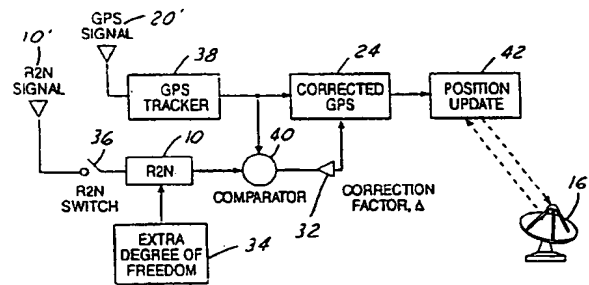 GPS 20'
SIGNAL
10'
R2N
SIGNAL
38
24
42
GPS
TRACKER
CORRECTED
GPS
POSITION
UPDATE
36
10
40
R2N
R2N
SWITCH
COMPARATOR
32
CORRECTION
FACTOR, Δ
16
EXTRA
DEGREE OF
FREEDOM
34